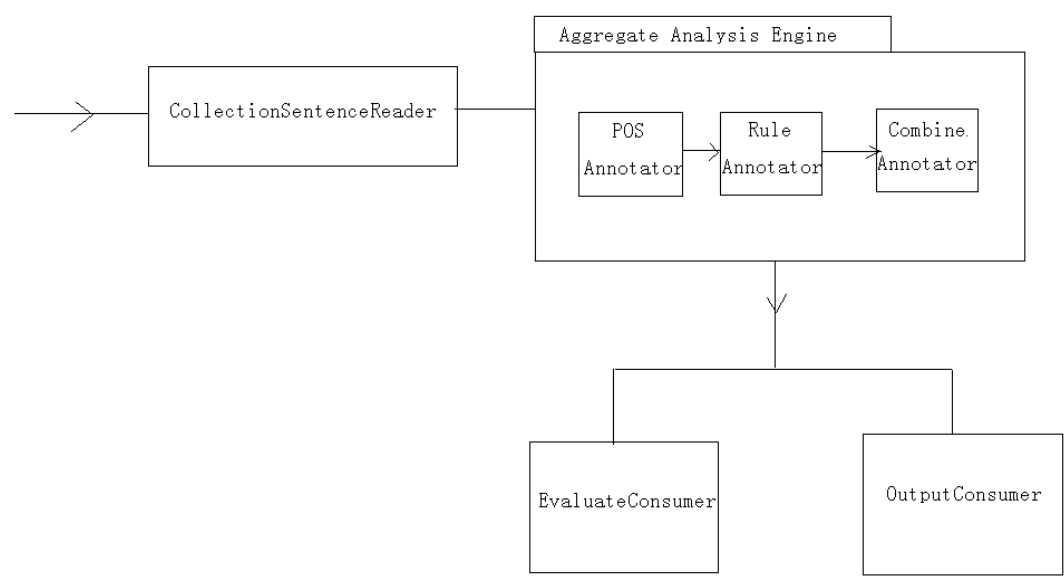 Aggregate Analysis Engine
CollectionSentenceReader
POS
Annotator
Rule
Annotator
Combine.
Annotator
EvaluateConsumer
OutputConsumer